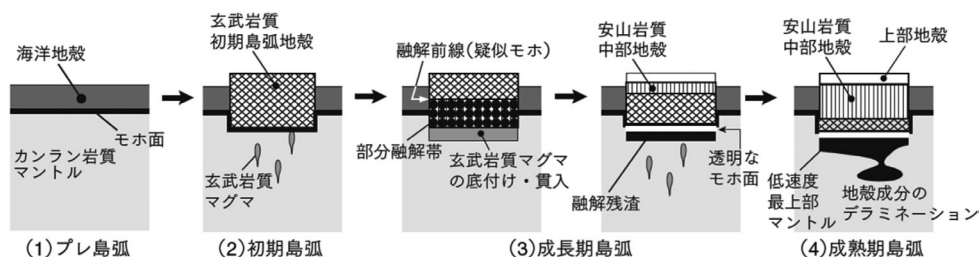 海洋地殻
モホ面
カンラン岩質
マントル
(1)プレ島弧
玄武岩質
初期島弧地殻
玄武岩質
マグマ
(2)初期島弧
融解前線(疑似モホ)
部分融解帯
玄武岩質マグマ
の底付け・貫入
安山岩質
中部地殻
融解残渣
透明な
モホ面
(3)成長期島弧
安山岩質
中部地殻
上部地殻
低速度
最上部
マントル
地殻成分の
デラミネーション
(4)成熟期島弧